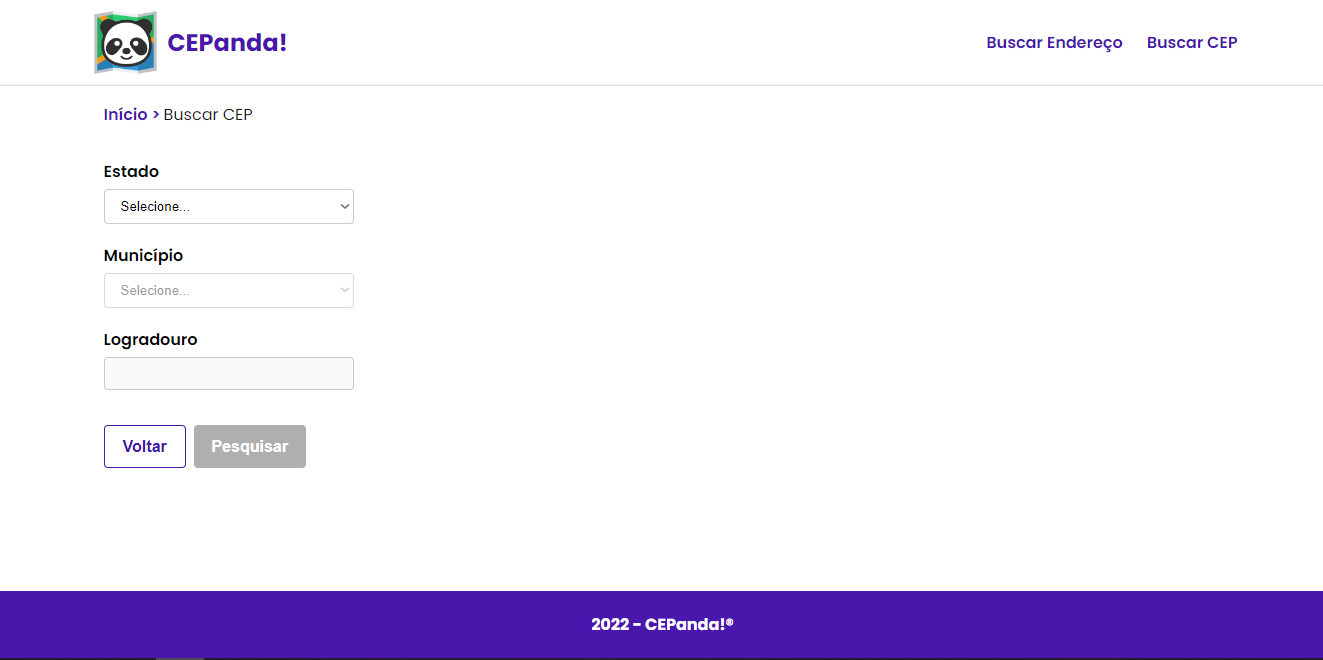 CEPanda!
Buscar Endereço
Buscar CEP
Início > Buscar CEP
Estado
Selecione...
Município
Selecione...
Logradouro
Voltar
Pesquisar
2022 - CEPanda!®